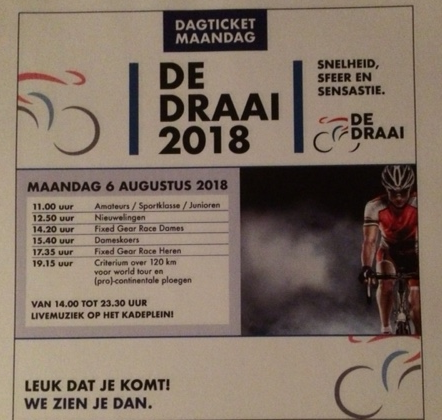 DAGTICKET
MAANDAG
DE
DRAAI
2018
SNELHEID,
SFEER EN
SENSASTIE.
DE
DRAAI
MAANDAG 6 AUGUSTUS 2018
11.00 uur Amateurs / Sportklasse / Junioren
12.50 uur Nieuwelingen
14.20 uur Fixed Gear Race Dames
15.40 uur Dameskoers
17.35 uur Fixed Gear Race Heren
19.15 uur Criterium over 120 km
voor world tour en
(pro)-continentale ploegen
VAN 14.00 TOT 23.30 UUR
LIVEMUZIEK OP HET KADEPLEIN!
LEUK DAT JE KOMT!
WE ZIEN JE DAN.